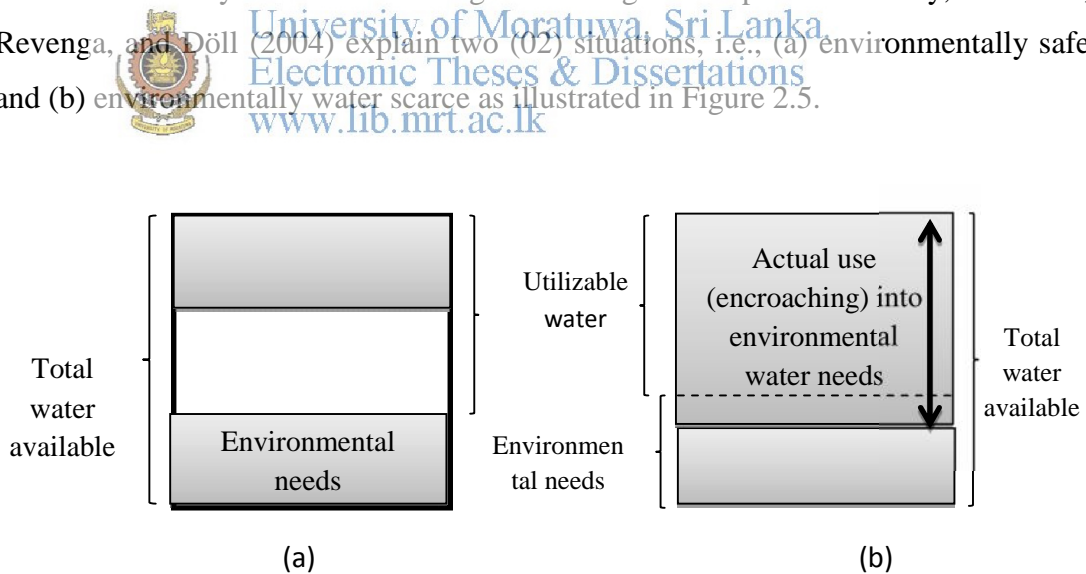 Revenga, and Döll (2004) explain two (02) situations, i.e., (a) environmentally safe
and (b) environmentally water scarce as illustrated in Figure 2.5.
University of Moratuwa, Sri Lanka.
Electronic Theses & Dissertations
www.lib.mrt.ac.lk
Total
water
available
Environmental
needs
(a)
Utilizable
water
Environmen
tal needs
Actual use
(encroaching) into
environmental
water needs
Total
water
available
(b)